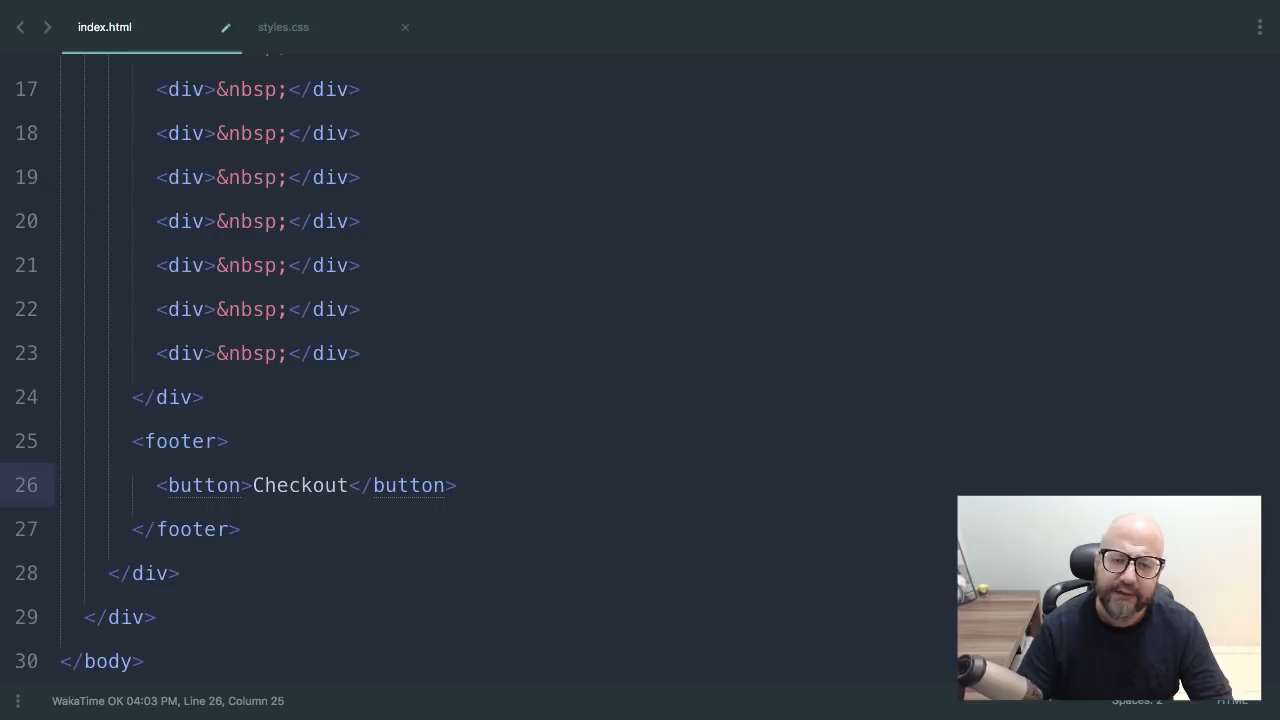 index.html
styles.css
17 <div>&nbsp;</div>
18 <div>&nbsp;</div>
19 <div>&nbsp;</div>
20 <div>&nbsp;</div>
21 <div>&nbsp;</div>
22 <div>&nbsp;</div>
23 <div>&nbsp;</div>
24 </div>
25 <footer>
26 <button>Checkout</button>
27 </footer>
28 </div>
29 </div>
30 </body>
WakaTime OK 04:03 PM, Line 26, Column 25
Spaces: 2
HTML